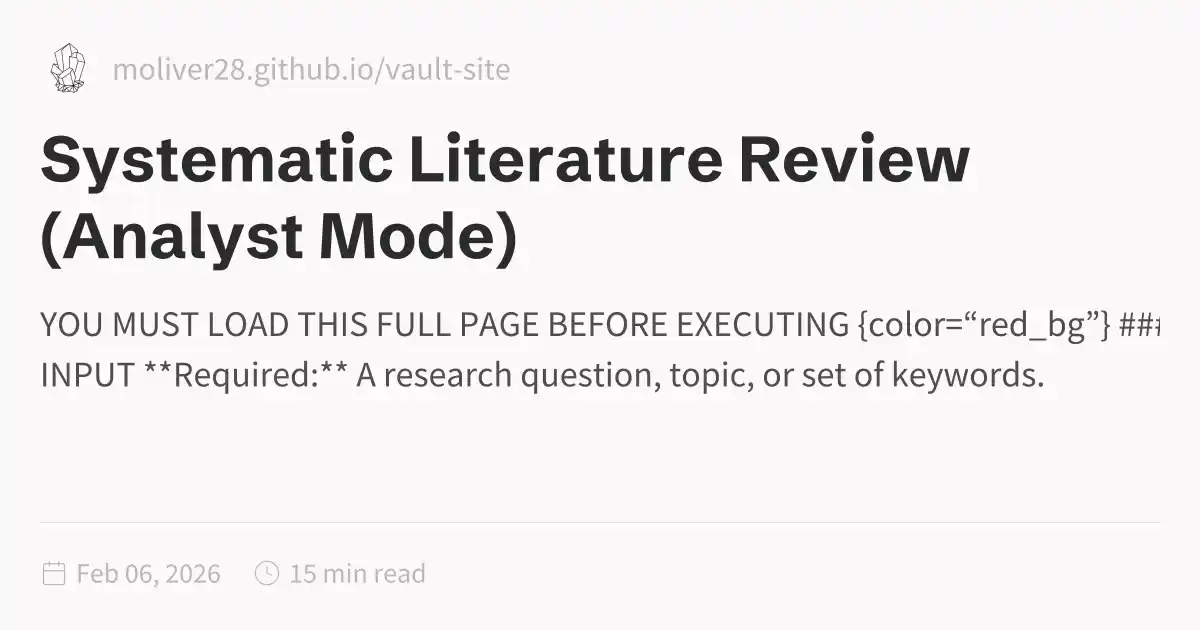 moliver28.github.io/vault-site
Systematic Literature Review
(Analyst Mode)
YOU MUST LOAD THIS FULL PAGE BEFORE EXECUTING {color=“red_bg”} ###
INPUT **Required:** A research question, topic, or set of keywords.
Feb 06, 2026
15 min read